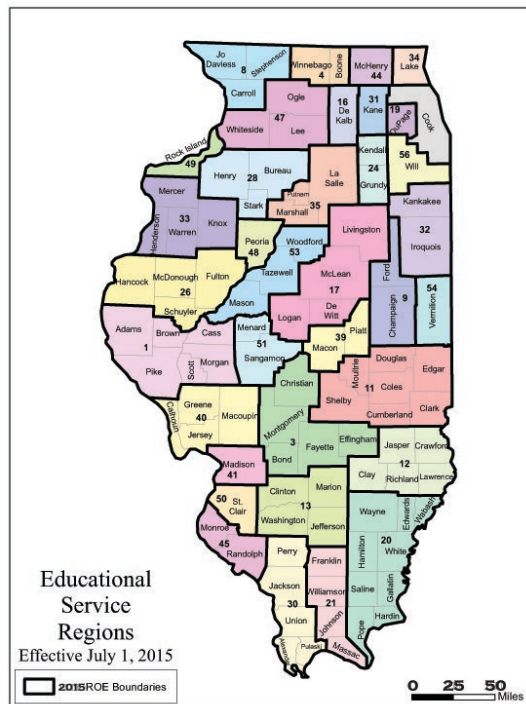 Jo
Daviess
8
Stephenson
Carroll
Winnebago
4
Boone
McHenry
44
34
Lake
Ogle
47
Whiteside
Lee
16
De
Kalb
31
Kane
19
DuPage
Cook
Rock Island
49
Henry
28
Bureau
Stark
La
Salle
Putnam
35
Marshall
Kendall
24
Grundy
56
Will
Kankakee
32
Iroquois
Mercer
33
Henderson
Warren
Knox
Peoria
48
Woodford
53
Tazewell
Mason
Livingston
McLean
17
De
Witt
Logan
Ford
9
Champaign
54
Vermilion
Hancock
McDonough
26
Fulton
Schuyler
Adams
1
Brown
Cass
Pike
Scott
Morgan
Menard
51
Sangamon
39
Piatt
Macon
Douglas
Edgar
Moultrie
11
Coles
Shelby
Cumberland
Clark
Christian
Montgomery
3
Fayette
Effingham
Bond
Greene
40
Macoupin
Calhoun
Jersey
Jasper
Crawford
12
Clay
Richland
Lawrence
Madison
41
Clinton
Marion
13
Washington
Jefferson
50
St.
Clair
Monroe
45
Randolph
Wayne
Edwards
Wabash
Hamilton
20
White
Saline
Gallatin
Pope
Hardin
Perry
Jackson
30
Union
Alexander
Pulaski
Franklin
Williamson
21
Johnson
Massac
Educational
Service
Regions
Effective July 1, 2015
2015 ROE Boundaries
0 25 50
Miles